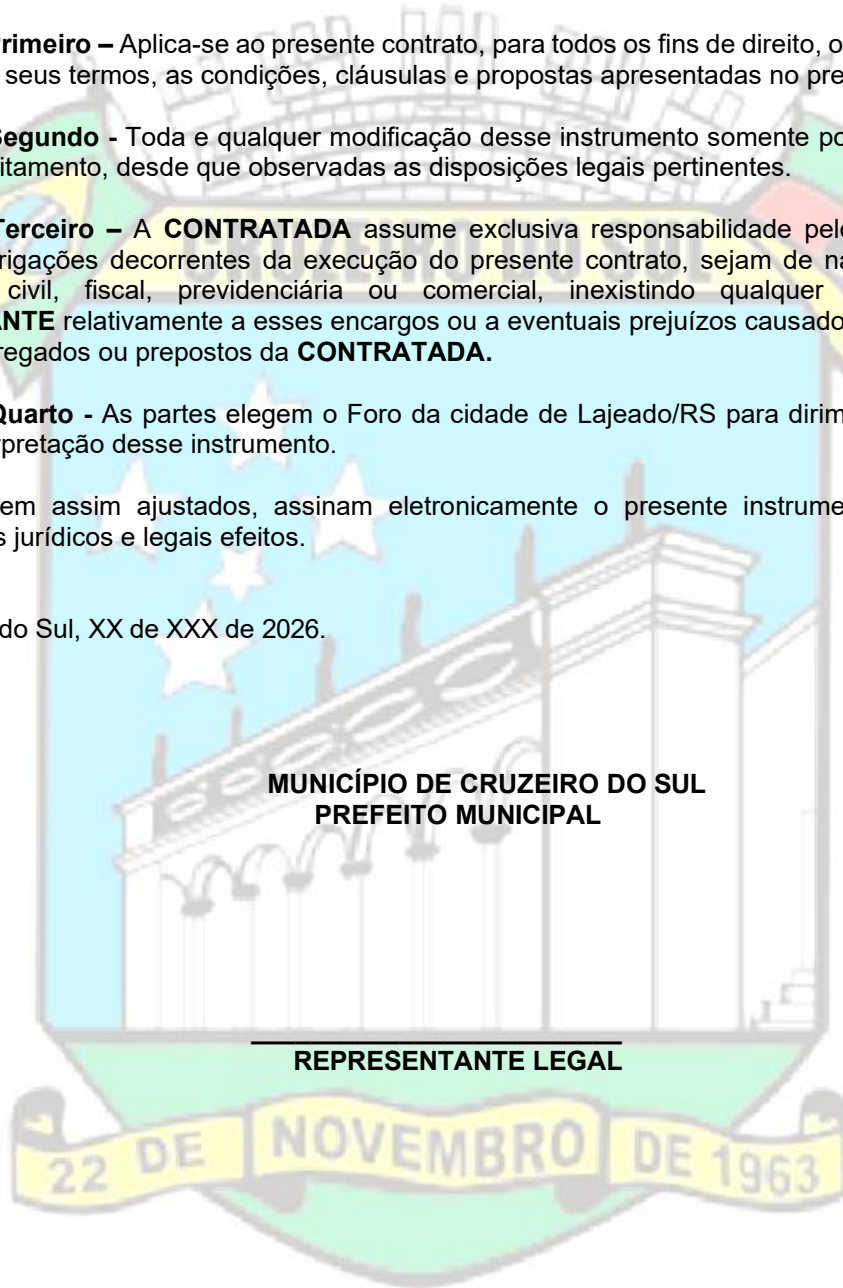 rimeiro – Aplica-se ao presente contrato, para todos os fins de direito, o
seus termos, as condições, cláusulas e propostas apresentadas no pre
Segundo - Toda e qualquer modificação desse instrumento somente po
itamento, desde que observadas as disposições legais pertinentes.
CRUZEIRO DO SUL
Terceiro – A CONTRATADA assume exclusiva responsabilidade pel
rigações decorrentes da execução do presente contrato, sejam de na
civil, fiscal, previdenciária ou comercial, inexistindo qualquer
ANTE relativamente a esses encargos ou a eventuais prejuízos causado
regados ou prepostos da CONTRATADA.
Quarto - As partes elegem o Foro da cidade de Lajeado/RS para dirim
rpretação desse instrumento.
em assim ajustados, assinam eletronicamente o presente instrume
s jurídicos e legais efeitos.
do Sul, XX de XXX de 2026.
MUNICÍPIO DE CRUZEIRO DO SUL
PREFEITO MUNICIPAL
REPRESENTANTE LEGAL
22 DE NOVEMBRO DE 1963